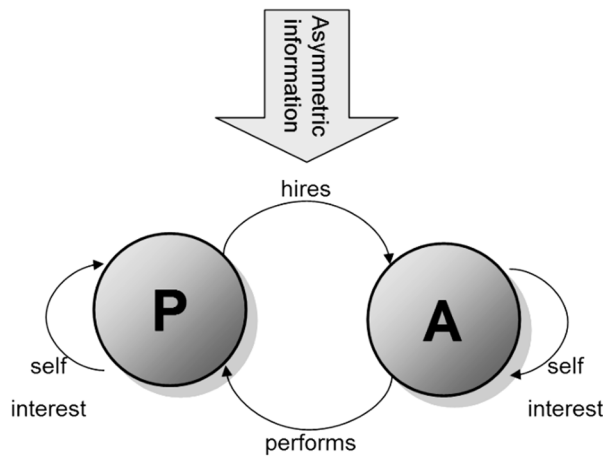 Asymmetric
information
hires
P
A
self
interest
self
interest
performs